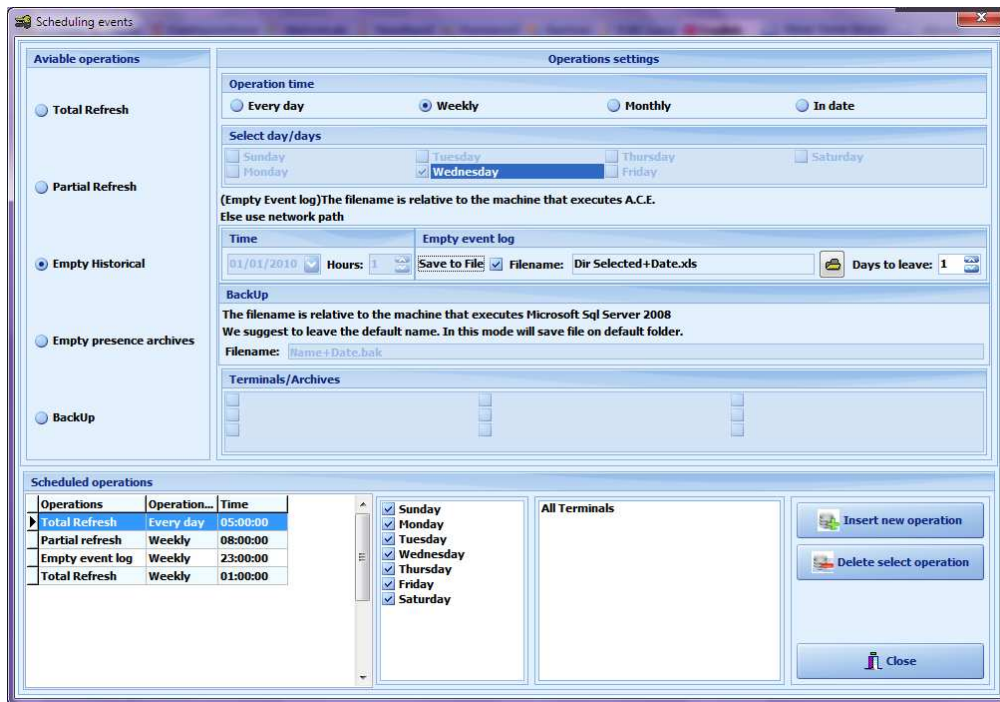 Scheduling events
Aviable operations
Total Refresh
Partial Refresh
Empty Historical
Empty presence archives
BackUp
Operations settings
Operation time
Every day Weekly Monthly In date
Select day/days
Sunday Tuesday Thursday Saturday
Monday Wednesday Friday
(Empty Event log)The filename is relative to the machine that executes A.C.E.
Else use network path
Time Empty event log
01/01/2010 Hours: 1 Save to File Filename: Dir Selected+Date.xls Days to leave: 1
BackUp
The filename is relative to the machine that executes Microsoft Sql Server 2008
We suggest to leave the default name. In this mode will save file on default folder.
Filename: Name+Date.bak
Terminals/Archives
Scheduled operations
Operations Operation... Time
Total Refresh Every day 05:00:00
Partial refresh Weekly 08:00:00
Empty event log Weekly 23:00:00
Total Refresh Weekly 01:00:00
Sunday
Monday
Tuesday
Wednesday
Thursday
Friday
Saturday
All Terminals
Insert new operation
Delete select operation
Close